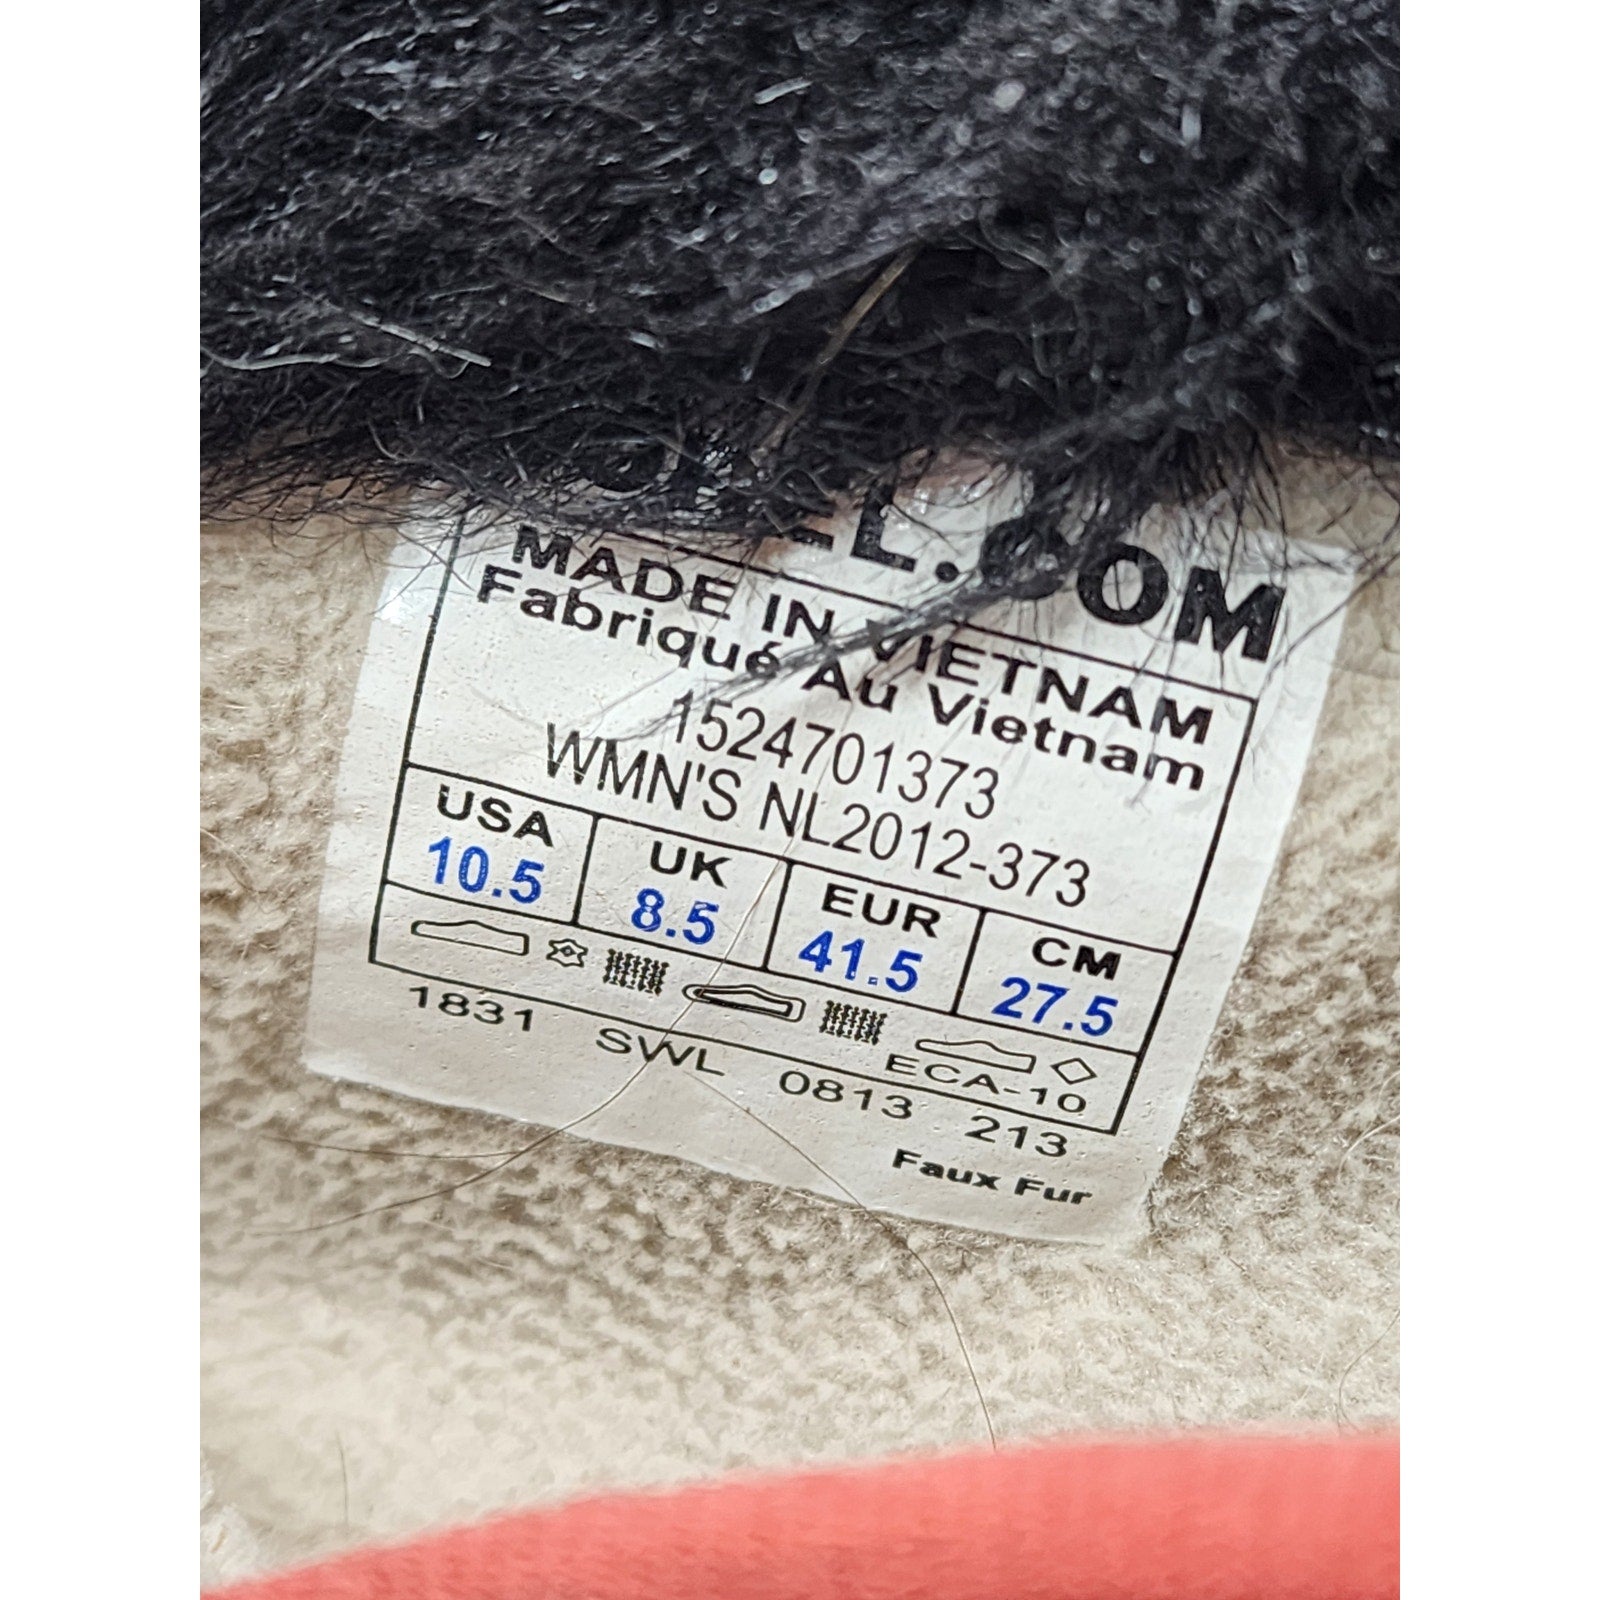 MADE IN VIETNAM
Fabriqué Au Vietnam
1524701373
WMN'S NL2012-373
USA UK EUR CM
10.5 8.5 41.5 27.5
ECA-10
1831 SWL 0813 213
Faux Fur